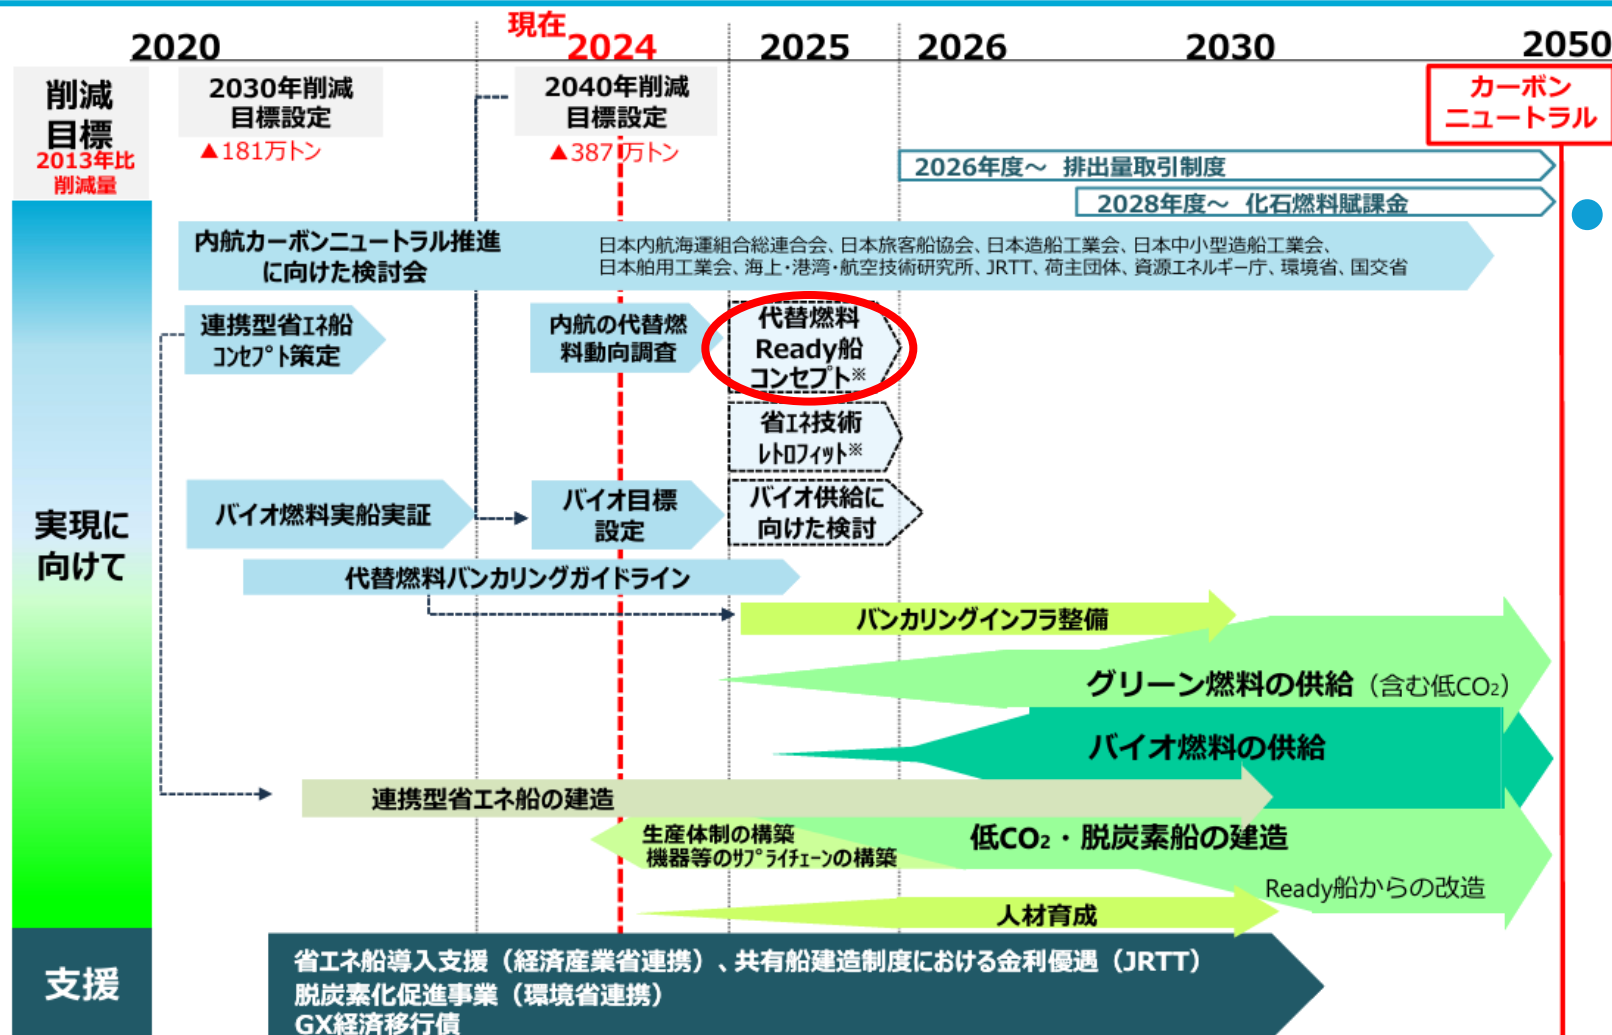 現在
2020 2024 2025 2026 2030 2050
削減
目標
2013年比
削減量
2030年削減
目標設定
▲181万トン
2040年削減
目標設定
▲387万トン
カーボン
ニュートラル
2026年度～ 排出量取引制度
2028年度～ 化石燃料賦課金
内航カーボンニュートラル推進
に向けた検討会
日本内航海運組合総連合会、日本旅客船協会、日本造船工業会、日本中小型造船工業会、
日本舶用工業会、海上・港湾・航空技術研究所、JRTT、荷主団体、資源エネルギー庁、環境省、国交省
実現に
向けて
連携型省ｴﾈ船
ｺﾝｾﾌﾟﾄ策定
内航の代替燃
料動向調査
代替燃料
Ready船
コンセプト※
省ｴﾈ技術
ﾚﾄﾛﾌｨｯﾄ※
バイオ燃料実船実証
バイオ目標
設定
バイオ供給に
向けた検討
代替燃料バンカリングガイドライン
バンカリングインフラ整備
グリーン燃料の供給（含む低CO₂）
バイオ燃料の供給
連携型省エネ船の建造
生産体制の構築
機器等のｻﾌﾟﾗｲﾁｪｰﾝの構築
低CO₂・脱炭素船の建造
Ready船からの改造
人材育成
支援
省エネ船導入支援（経済産業省連携）、共有船建造制度における金利優遇（JRTT）
脱炭素化促進事業（環境省連携）
GX経済移行債